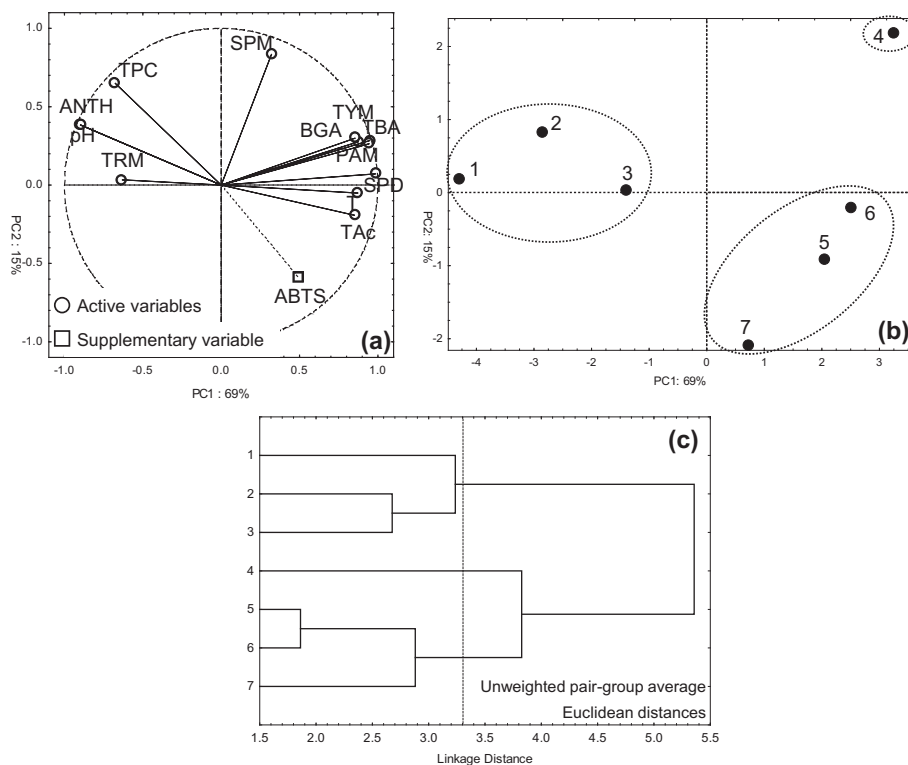 1.0
SPM
TPC
0.5
ANTH
pH
TYM
TBA
BGA
PAM
TRM
0.0
SPD
T
TAc
PC2 : 15%
-0.5
ABTS
Active variables
Supplementary variable
(a)
-1.0
-1.0 -0.5 0.0 0.5 1.0
PC1 : 69%
2
4
1
2
1
3
0
6
PC2: 15%
5
-1
(b)
7
-2
-4 -3 -2 -1 0 1 2 3
PC1: 69%
(c)
1
2
3
4
5
6
7
Unweighted pair-group average
Euclidean distances
1.5 2.0 2.5 3.0 3.5 4.0 4.5 5.0 5.5
Linkage Distance